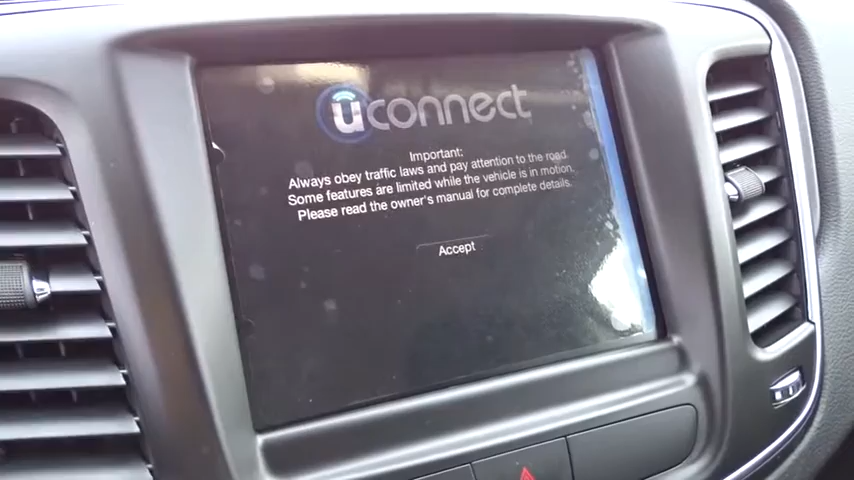 uconnect
Important:
Always obey traffic laws and pay attention to the road.
Some features are limited while the vehicle is in motion.
Please read the owner's manual for complete details.
Accept